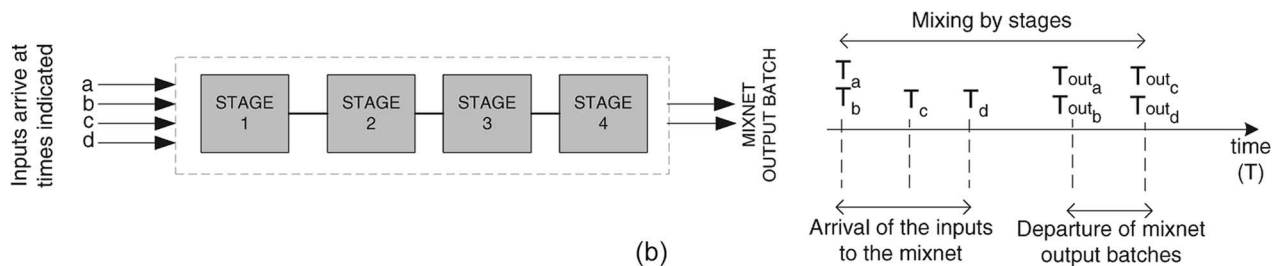 Inputs arrive at
times indicated
a
b
c
d
STAGE
1
STAGE
2
STAGE
3
STAGE
4
MIXNET
OUTPUT BATCH
(b)
Mixing by stages
Ta
Tb
Tc
Td
Touta
Toutb
Toutc
Toutd
time
(T)
Arrival of the inputs
to the mixnet
Departure of mixnet
output batches